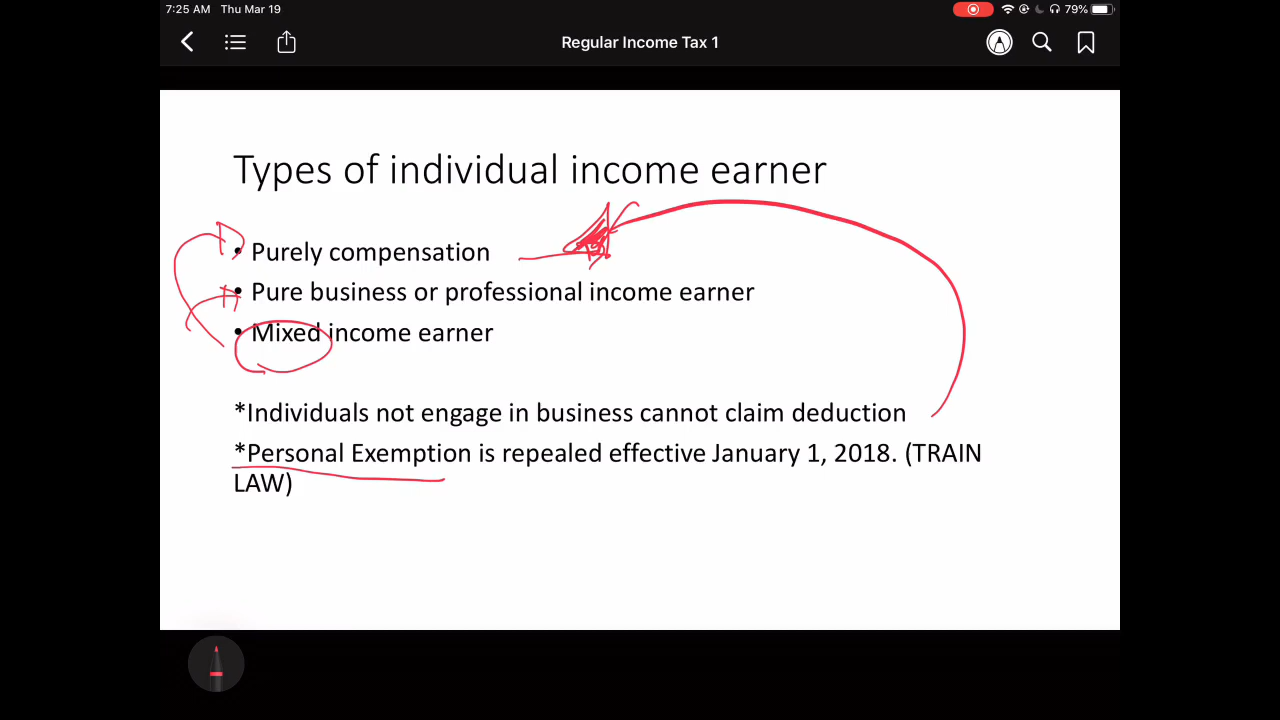 7:25 AM Thu Mar 19
79%
Regular Income Tax 1
Types of individual income earner
• Purely compensation
• Pure business or professional income earner
• Mixed income earner
*Individuals not engage in business cannot claim deduction
*Personal Exemption is repealed effective January 1, 2018. (TRAIN
LAW)